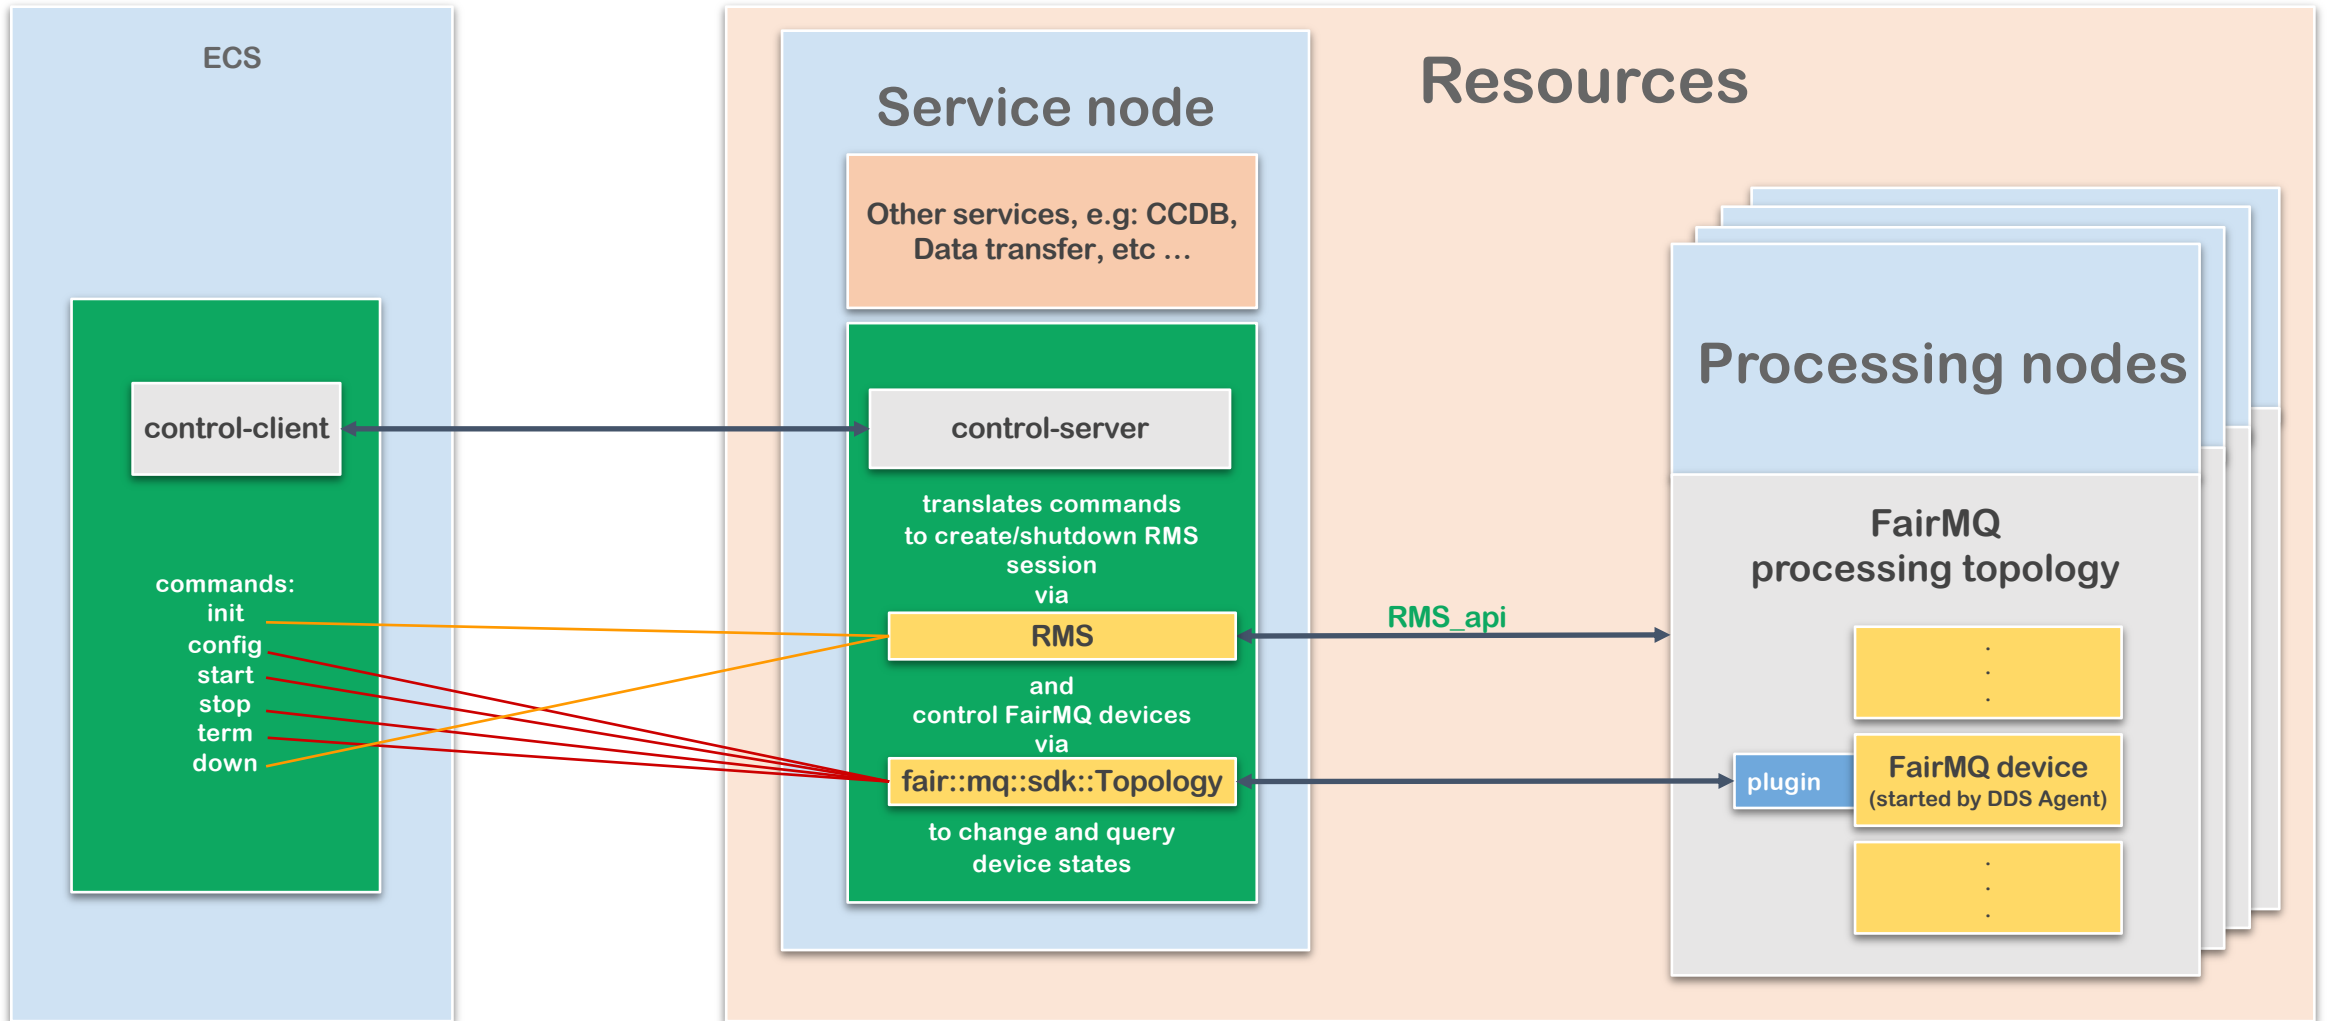 ECS
control-client
commands:
init
config
start
stop
term
down
Resources
Service node
Other services, e.g: CCDB,
Data transfer, etc …
control-server
translates commands
to create/shutdown RMS
session
via
RMS
and
control FairMQ devices
via
fair::mq::sdk::Topology
to change and query
device states
RMS_api
Processing nodes
FairMQ
processing topology
.
.
.
plugin
FairMQ device
(started by DDS Agent)
.
.
.